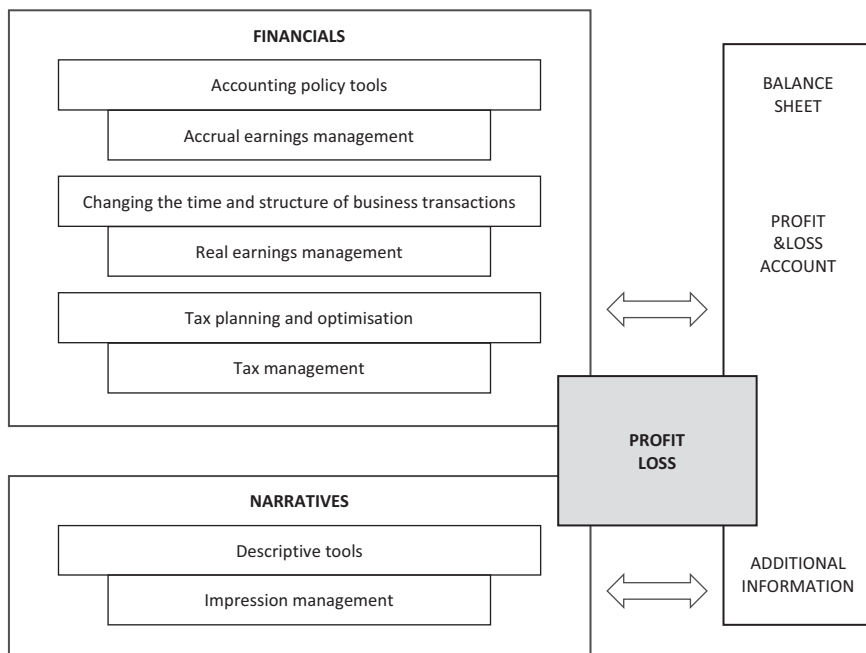 FINANCIALS
Accounting policy tools
Accrual earnings management
Changing the time and structure of business transactions
Real earnings management
Tax planning and optimisation
Tax management
NARRATIVES
Descriptive tools
Impression management
PROFIT
LOSS
BALANCE
SHEET
PROFIT
&LOSS
ACCOUNT
ADDITIONAL
INFORMATION